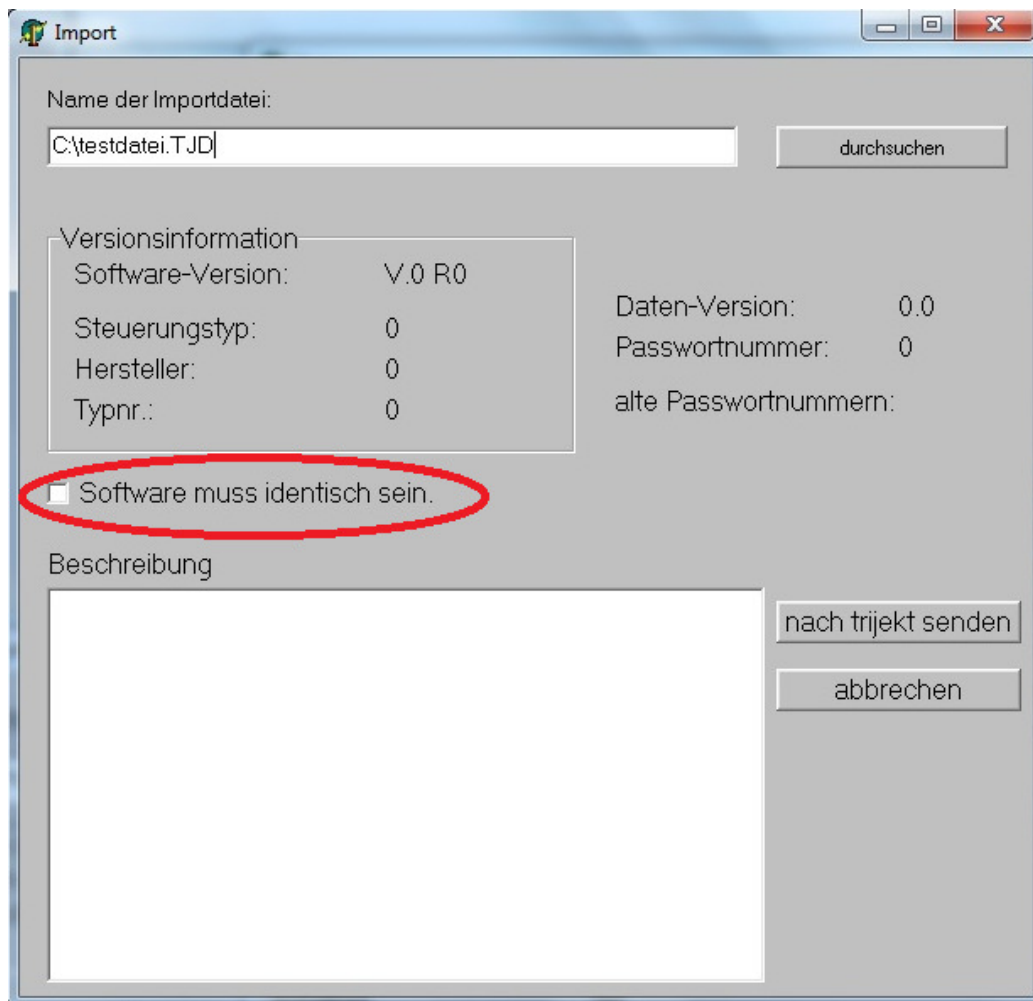 Import
Name der Importdatei:
C:\testdatei.TJD
durchsuchen
Versionsinformation
Software-Version: V.0 R0
Steuerungstyp: 0
Hersteller: 0
Typnr.: 0
Daten-Version: 0.0
Passwortnummer: 0
alte Passwortnummern:
Software muss identisch sein.
Beschreibung
nach trijekt senden
abbrechen